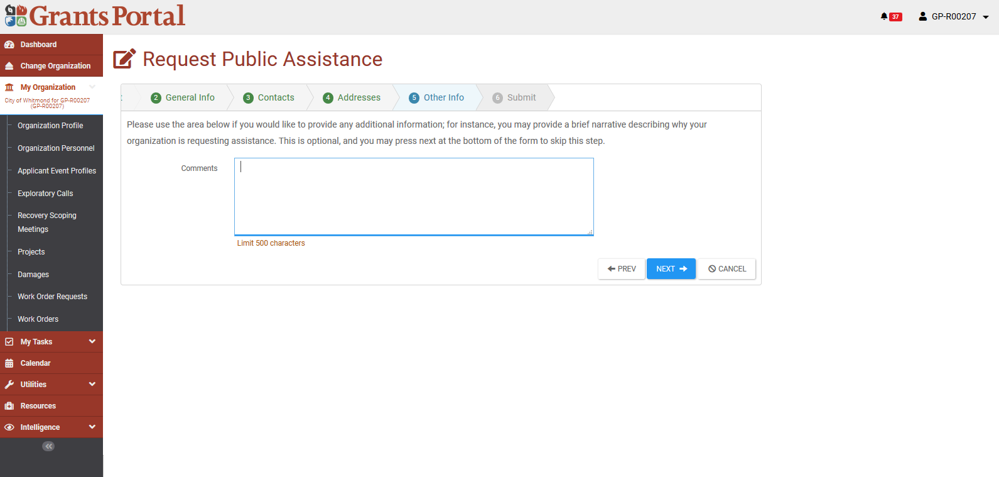 Grants Portal
37
GP-R00207
Dashboard
Change Organization
My Organization
City of Whitmond for GP-R00207
(GP-R00207)
Organization Profile
Organization Personnel
Applicant Event Profiles
Exploratory Calls
Recovery Scoping
Meetings
Projects
Damages
Work Order Requests
Work Orders
My Tasks
Calendar
Utilities
Resources
Intelligence
Request Public Assistance
2 General Info
3 Contacts
4 Addresses
5 Other Info
6 Submit
Please use the area below if you would like to provide any additional information; for instance, you may provide a brief narrative describing why your
organization is requesting assistance. This is optional, and you may press next at the bottom of the form to skip this step.
Comments
Limit 500 characters
PREV
NEXT
CANCEL